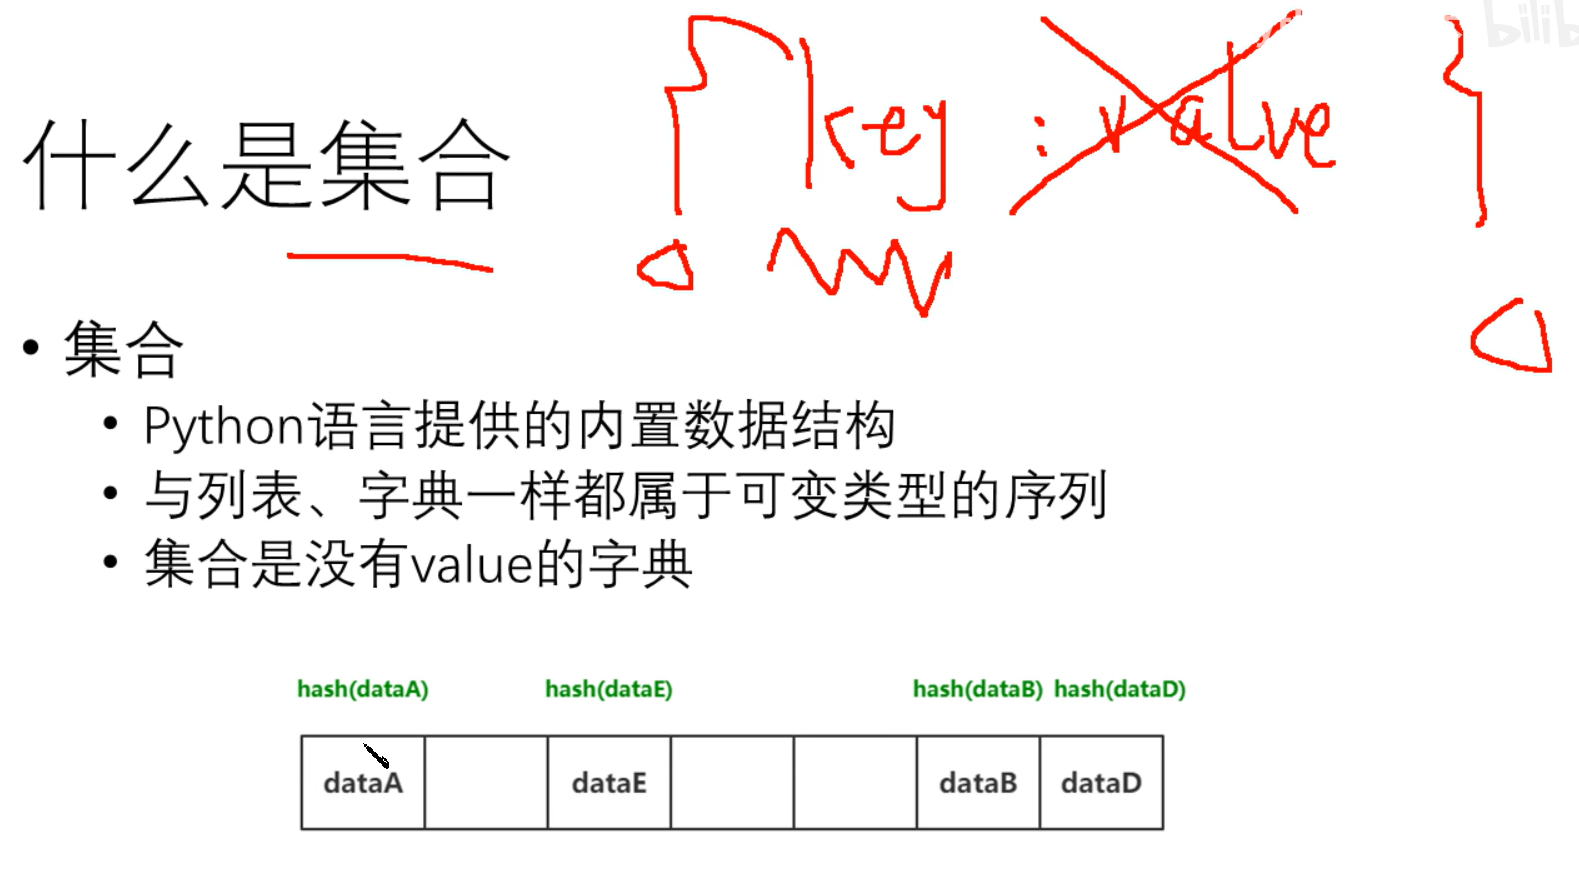 key : value
什么是集合
• 集合
• Python语言提供的内置数据结构
• 与列表、字典一样都属于可变类型的序列
• 集合是没有value的字典
hash(dataA) hash(dataE) hash(dataB) hash(dataD)
dataA dataE dataB dataD